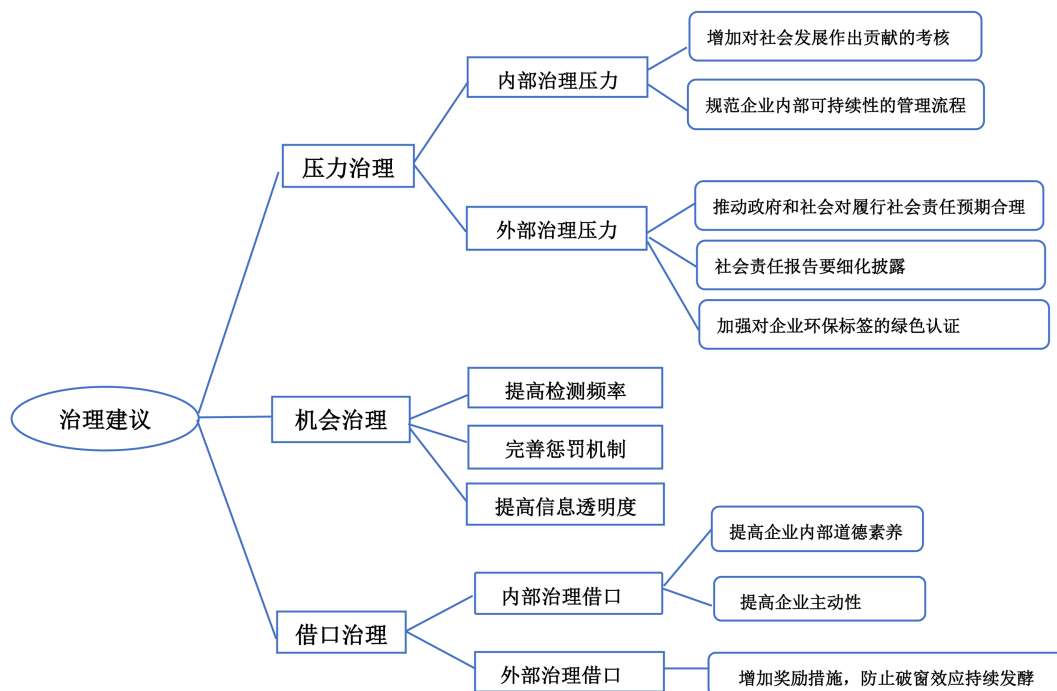 治理建议
压力治理
内部治理压力
增加对社会发展作出贡献的考核
规范企业内部可持续性的管理流程
外部治理压力
推动政府和社会对履行社会责任预期合理
社会责任报告要细化披露
加强对企业环保标签的绿色认证
机会治理
提高检测频率
完善惩罚机制
提高信息透明度
借口治理
内部治理借口
提高企业内部道德素养
提高企业主动性
外部治理借口
增加奖励措施，防止破窗效应持续发酵